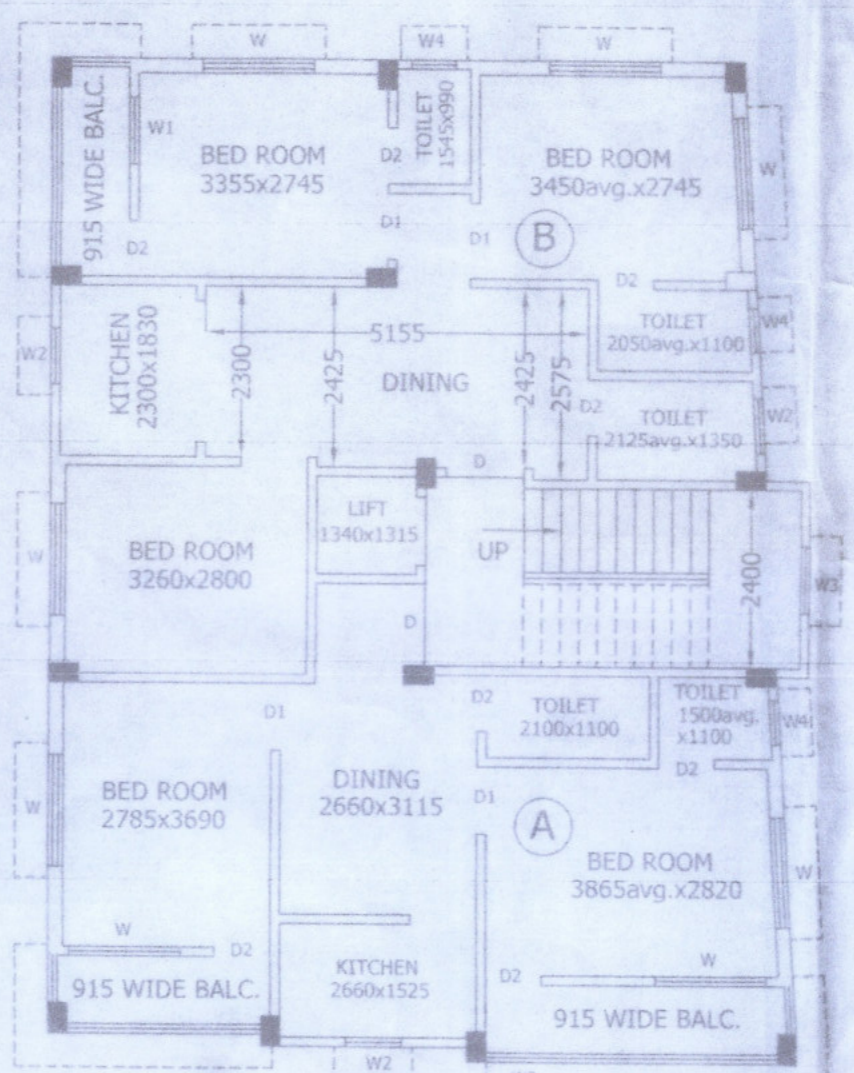 W
W4
W
915 WIDE BALC.
W1
BED ROOM
3355x2745
D2
TOILET
1545x990
BED ROOM
3450avg.x2745
W
D1
D1
B
D2
D2
KITCHEN
2300x1830
W2
5155
2300
2425
DINING
2425
2575
TOILET
2050avg.x1100
W4
D2
TOILET
2125avg.x1350
W2
D
LIFT
1340x1315
UP
BED ROOM
3260x2800
W
2400
W3
D
D1
D2
TOILET
2100x1100
TOILET
1500avg.
x1100
W4
D2
BED ROOM
2785x3690
W
DINING
2660x3115
D1
A
BED ROOM
3865avg.x2820
W
W
D2
915 WIDE BALC.
KITCHEN
2660x1525
D2
W
915 WIDE BALC.
W2